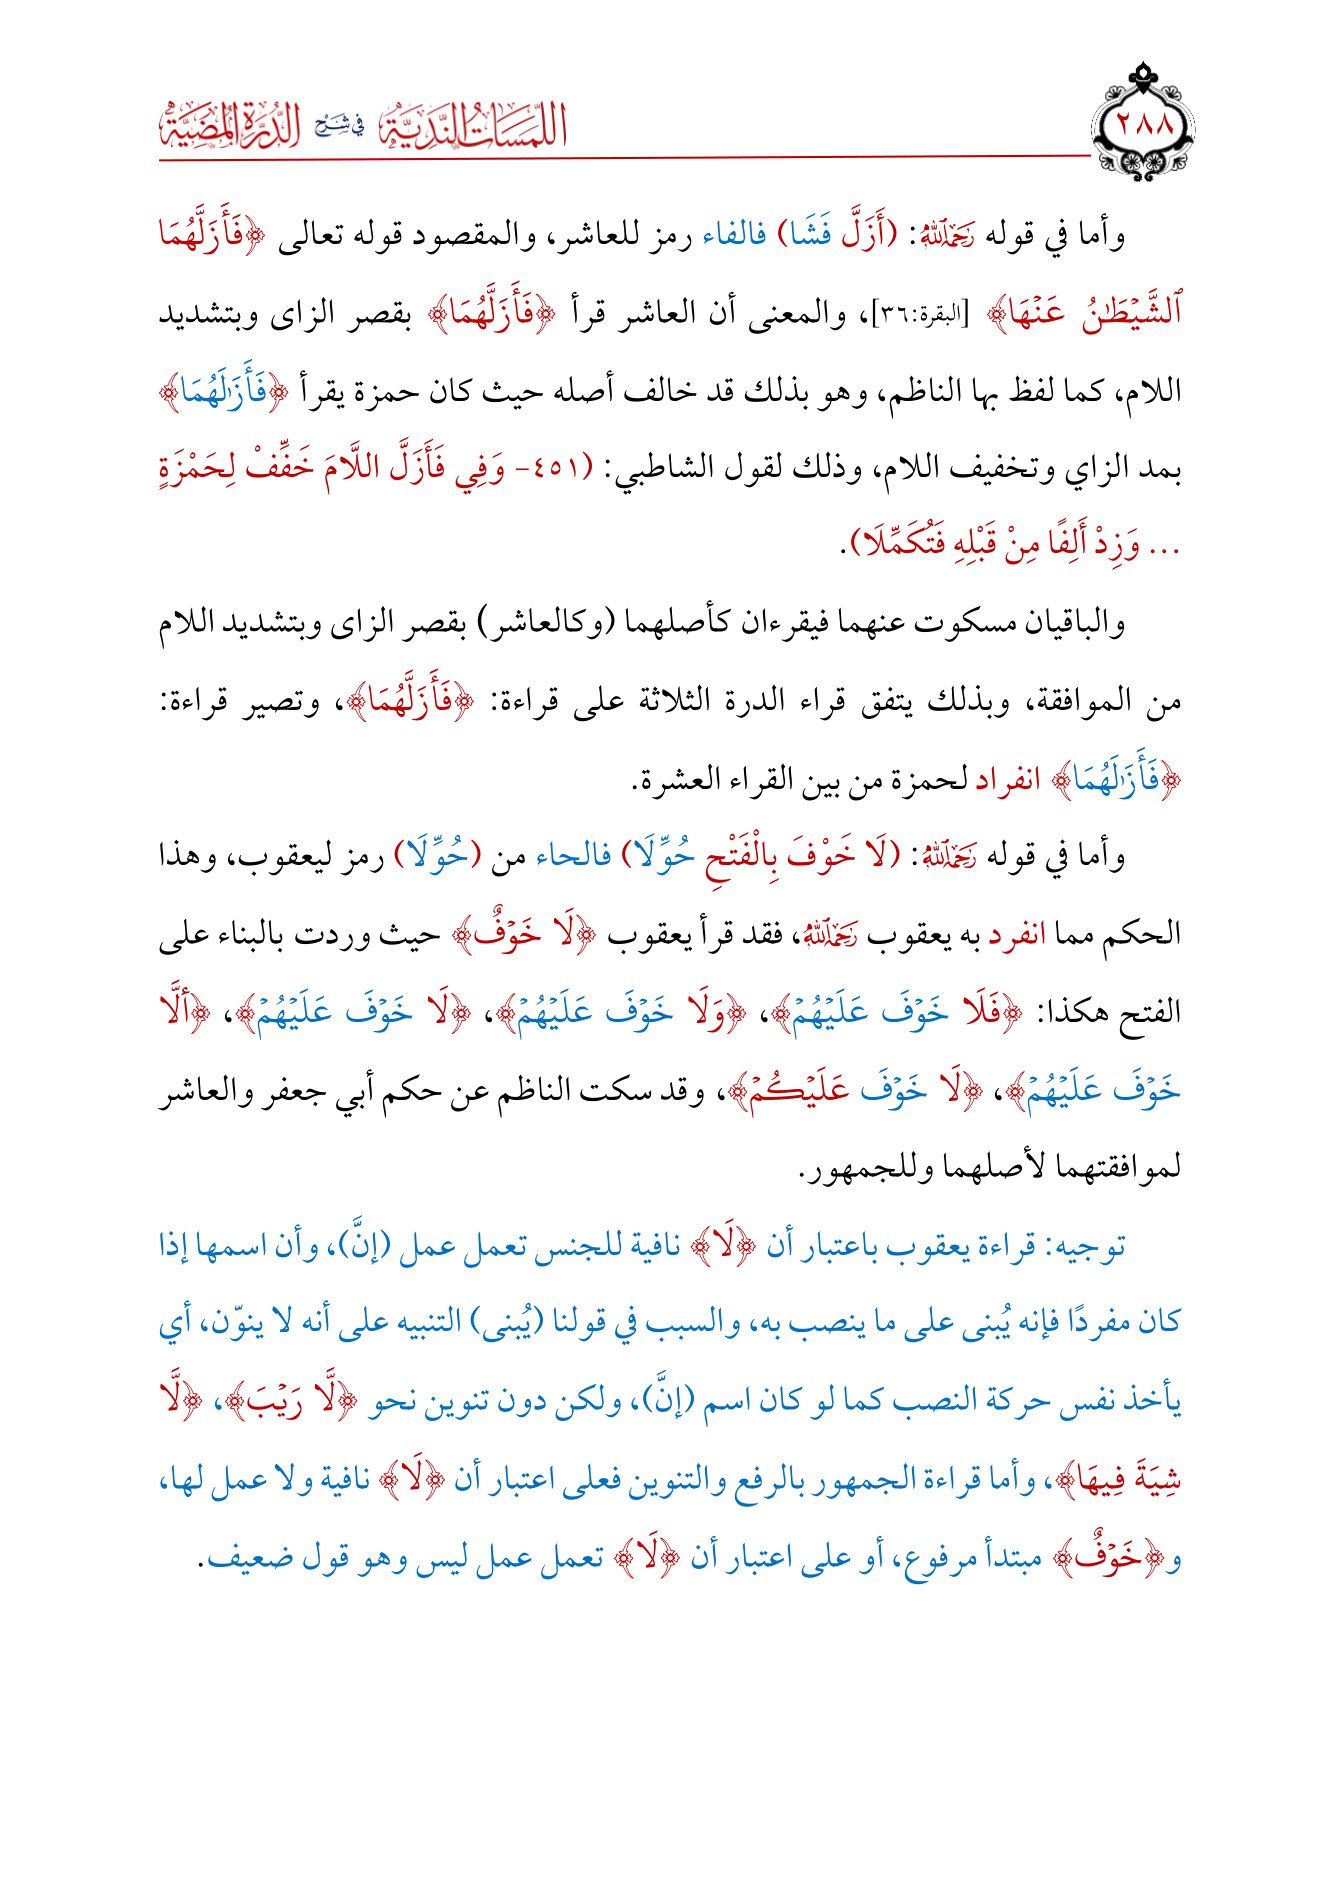 اللمسات الندية في شرح الدرة المضية
٢٨٨
وأما في قوله رَحِمَهُ ٱللَّهُ: (أَزَلَّ فَشَا) فالفاء رمز للعاشر، والمقصود قوله تعالى ﴿فَأَزَلَّهُمَا
ٱلشَّيۡطَٰنُ عَنۡهَا﴾ [البقرة:٣٦]، والمعنى أن العاشر قرأ ﴿فَأَزَلَّهُمَا﴾ بقصر الزاى وبتشديد
اللام، كما لفظ بها الناظم، وهو بذلك قد خالف أصله حيث كان حمزة يقرأ ﴿فَأَزَٰلَهُمَا﴾
بمد الزاي وتخفيف اللام، وذلك لقول الشاطبي: (٤٥١- وَفِي فَأَزَلَّ اللَّامَ خَفِّفْ لِحَمْزَةٍ
... وَزِدْ أَلِفًا مِنْ قَبْلِهِ فَتُكَمِّلَا).
والباقيان مسكوت عنهما فيقرءان كأصلهما (وكالعاشر) بقصر الزاى وبتشديد اللام
من الموافقة، وبذلك يتفق قراء الدرة الثلاثة على قراءة: ﴿فَأَزَلَّهُمَا﴾، وتصير قراءة:
﴿فَأَزَٰلَهُمَا﴾ انفراد لحمزة من بين القراء العشرة.
وأما في قوله رَحِمَهُ ٱللَّهُ: (لَا خَوْفَ بِالْفَتْحِ حُوِّلَا) فالحاء من (حُوِّلَا) رمز ليعقوب، وهذا
الحكم مما انفرد به يعقوب رَحِمَهُ ٱللَّهُ، فقد قرأ يعقوب ﴿لَا خَوۡفٌ﴾ حيث وردت بالبناء على
الفتح هكذا: ﴿فَلَا خَوۡفَ عَلَيۡهُمۡ﴾، ﴿وَلَا خَوۡفَ عَلَيۡهُمۡ﴾، ﴿لَا خَوۡفَ عَلَيۡهُمۡ﴾، ﴿ألَّا
خَوۡفَ عَلَيۡهُمۡ﴾، ﴿لَا خَوۡفَ عَلَيۡكُمۡ﴾، وقد سكت الناظم عن حكم أبي جعفر والعاشر
لموافقتهما لأصلهما وللجمهور.
توجيه: قراءة يعقوب باعتبار أن ﴿لَا﴾ نافية للجنس تعمل عمل (إنَّ)، وأن اسمها إذا
كان مفردًا فإنه يُبنى على ما ينصب به، والسبب في قولنا (يُبنى) التنبيه على أنه لا ينوّن، أي
يأخذ نفس حركة النصب كما لو كان اسم (إنَّ)، ولكن دون تنوين نحو ﴿لَّا رَيۡبَ﴾، ﴿لَّا
شِيَةَ فِيهَا﴾، وأما قراءة الجمهور بالرفع والتنوين فعلى اعتبار أن ﴿لَا﴾ نافية ولا عمل لها،
و﴿خَوۡفٌ﴾ مبتدأ مرفوع، أو على اعتبار أن ﴿لَا﴾ تعمل عمل ليس وهو قول ضعيف.